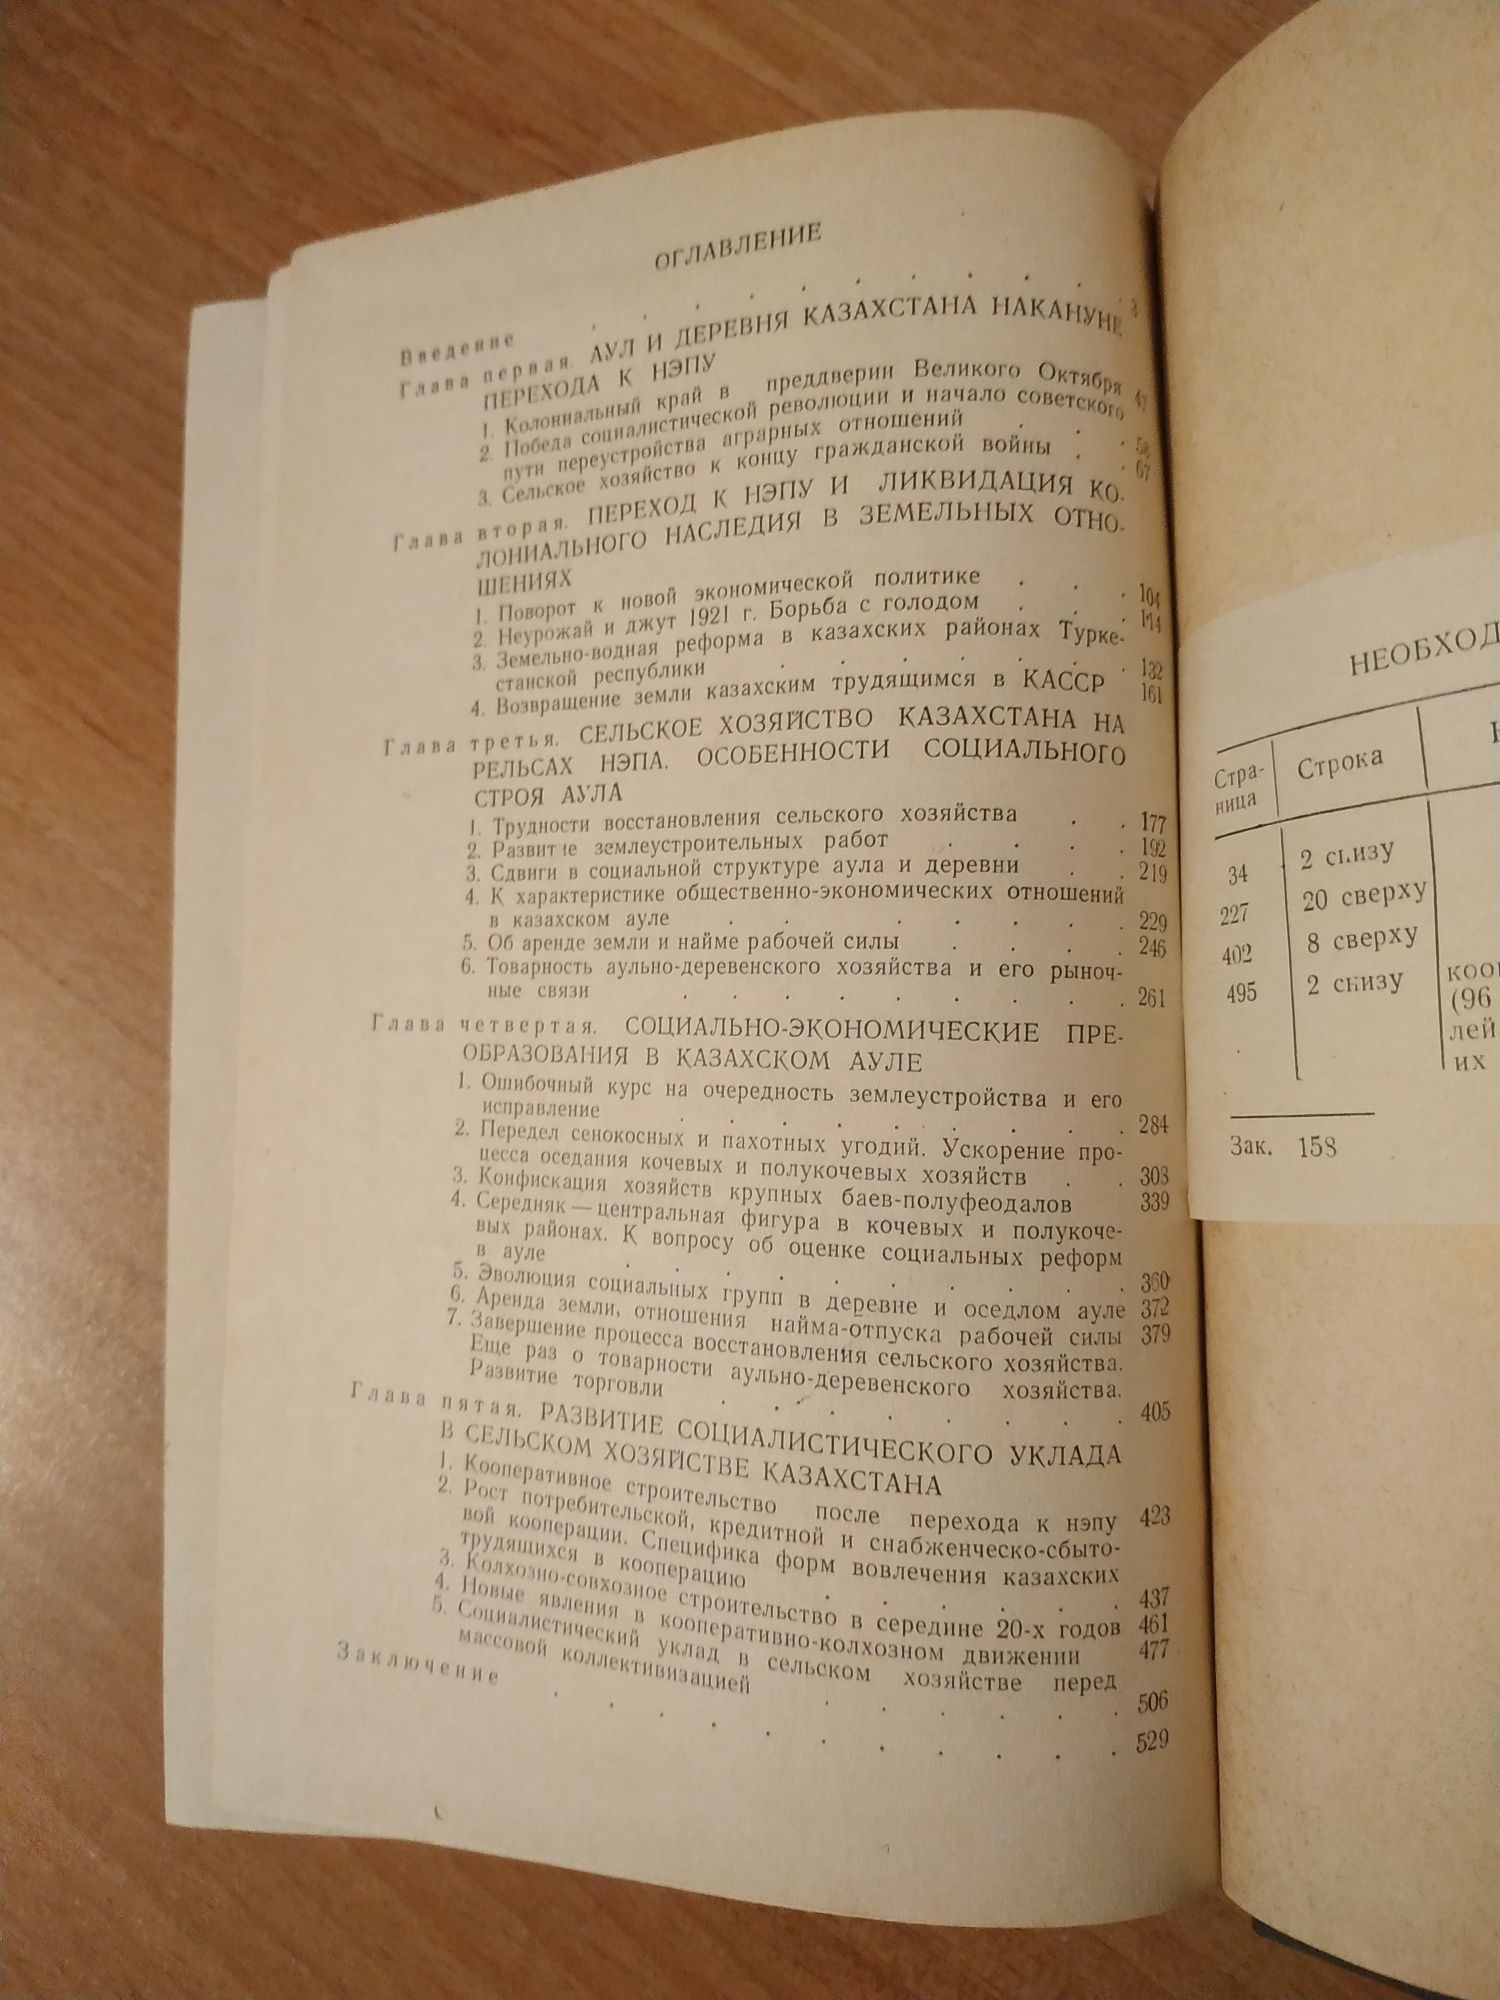 ОГЛАВЛЕНИЕ
Введение . . . . . . . . . . 3
Глава первая. АУЛ И ДЕРЕВНЯ КАЗАХСТАНА НАКАНУНЕ
ПЕРЕХОДА К НЭПУ
1. Колониальный край в преддверии Великого Октября 47
2. Победа социалистической революции и начало советского
пути переустройства аграрных отношений . . . 58
3. Сельское хозяйство к концу гражданской войны . . 67
Глава вторая. ПЕРЕХОД К НЭПУ И ЛИКВИДАЦИЯ КО-
ЛОНИАЛЬНОГО НАСЛЕДИЯ В ЗЕМЕЛЬНЫХ ОТНО-
ШЕНИЯХ
1. Поворот к новой экономической политике . . . 104
2. Неурожай и джут 1921 г. Борьба с голодом . . . 114
3. Земельно-водная реформа в казахских районах Турке-
станской республики . . . . . . . 132
4. Возвращение земли казахским трудящимся в КАССР 161
Глава третья. СЕЛЬСКОЕ ХОЗЯЙСТВО КАЗАХСТАНА НА
РЕЛЬСАХ НЭПА. ОСОБЕННОСТИ СОЦИАЛЬНОГО
СТРОЯ АУЛА
1. Трудности восстановления сельского хозяйства . . 177
2. Развитие землеустроительных работ . . . . 192
3. Сдвиги в социальной структуре аула и деревни . . 219
4. К характеристике общественно-экономических отношений
в казахском ауле . . . . . . . 229
5. Об аренде земли и найме рабочей силы . . . . 246
6. Товарность аульно-деревенского хозяйства и его рыноч-
ные связи . . . . . . . . . 261
Глава четвертая. СОЦИАЛЬНО-ЭКОНОМИЧЕСКИЕ ПРЕ-
ОБРАЗОВАНИЯ В КАЗАХСКОМ АУЛЕ
1. Ошибочный курс на очередность землеустройства и его
исправление . . . . . . . . . 284
2. Передел сенокосных и пахотных угодий. Ускорение про-
цесса оседания кочевых и полукочевых хозяйств . . 303
3. Конфискация хозяйств крупных баев-полуфеодалов 339
4. Середняк — центральная фигура в кочевых и полукоче-
вых районах. К вопросу об оценке социальных реформ
в ауле . . . . . . . . . . 360
5. Эволюция социальных групп в деревне и оседлом ауле 372
6. Аренда земли, отношения найма-отпуска рабочей силы 379
7. Завершение процесса восстановления сельского хозяйства.
Еще раз о товарности аульно-деревенского хозяйства.
Развитие торговли . . . . . . . . 405
Глава пятая. РАЗВИТИЕ СОЦИАЛИСТИЧЕСКОГО УКЛАДА
В СЕЛЬСКОМ ХОЗЯЙСТВЕ КАЗАХСТАНА
1. Кооперативное строительство после перехода к нэпу 423
2. Рост потребительской, кредитной и снабженческо-сбыто-
вой кооперации. Специфика форм вовлечения казахских
трудящихся в кооперацию . . . . . . 437
3. Колхозно-совхозное строительство в середине 20-х годов 461
4. Новые явления в кооперативно-колхозном движении 477
5. Социалистический уклад в сельском хозяйстве перед
массовой коллективизацией . . . . . . 506
Заключение . . . . . . . . . . 529
НЕОБХОД
Стра-
ница
Строка
34 2 снизу
227 20 сверху
402 8 сверху
495 2 снизу
(96
лей
их
Зак. 158